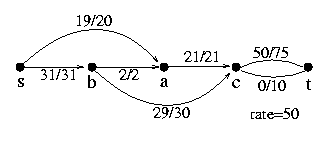 19/20
21/21
50/75
s
31/31
b
2/2
a
c
0/10
t
29/30
rate=50